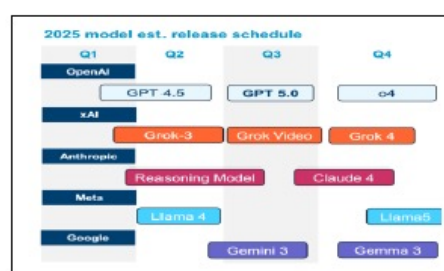 2025 model est. release schedule
Q1 Q2 Q3 Q4
OpenAI
GPT 4.5 GPT 5.0 o4
xAI
Grok-3 Grok Video Grok 4
Anthropic
Reasoning Model Claude 4
Meta
Llama 4 Llama5
Google
Gemini 3 Gemma 3